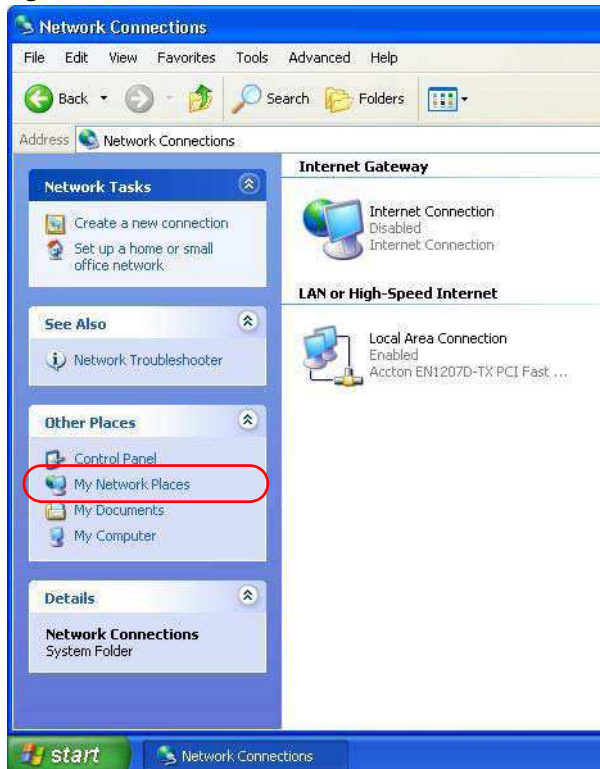 Network Connections
File Edit View Favorites Tools Advanced Help
Back Search Folders
Address Network Connections
Network Tasks
Create a new connection
Set up a home or small
office network
See Also
Network Troubleshooter
Other Places
Control Panel
My Network Places
My Documents
My Computer
Details
Network Connections
System Folder
Internet Gateway
Internet Connection
Disabled
Internet Connection
LAN or High-Speed Internet
Local Area Connection
Enabled
Accton EN1207D-TX PCI Fast ...
start Network Connections